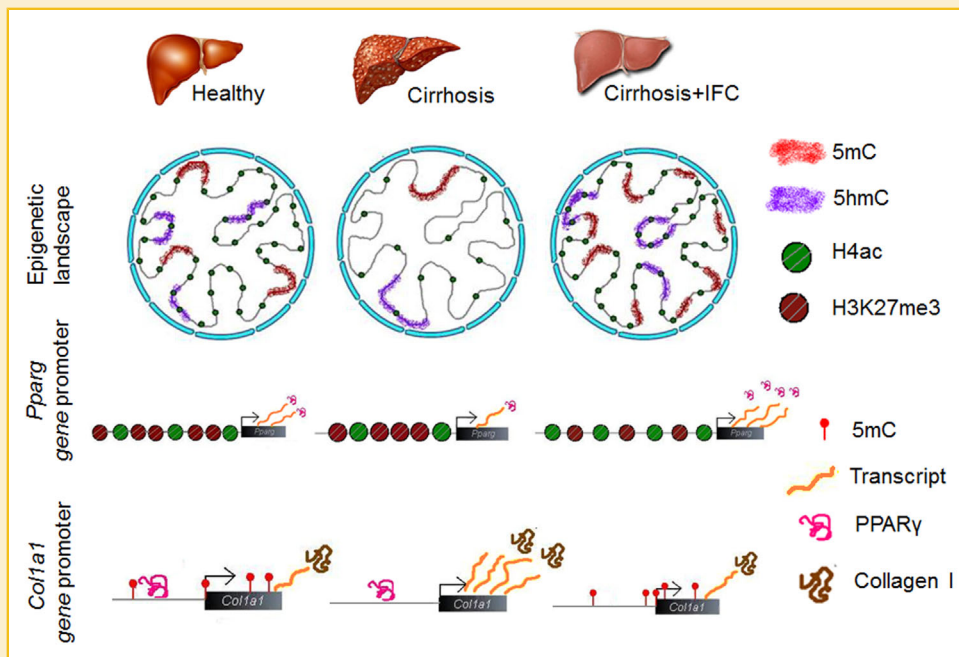 Healthy
Cirrhosis
Cirrhosis+IFC
Epigenetic
landscape
5mC
5hmC
H4ac
H3K27me3
Pparg
gene promoter
Pparg
Pparg
Pparg
5mC
Transcript
PPARγ
Collagen I
Col1a1
gene promoter
Col1a1
Col1a1
Col1a1